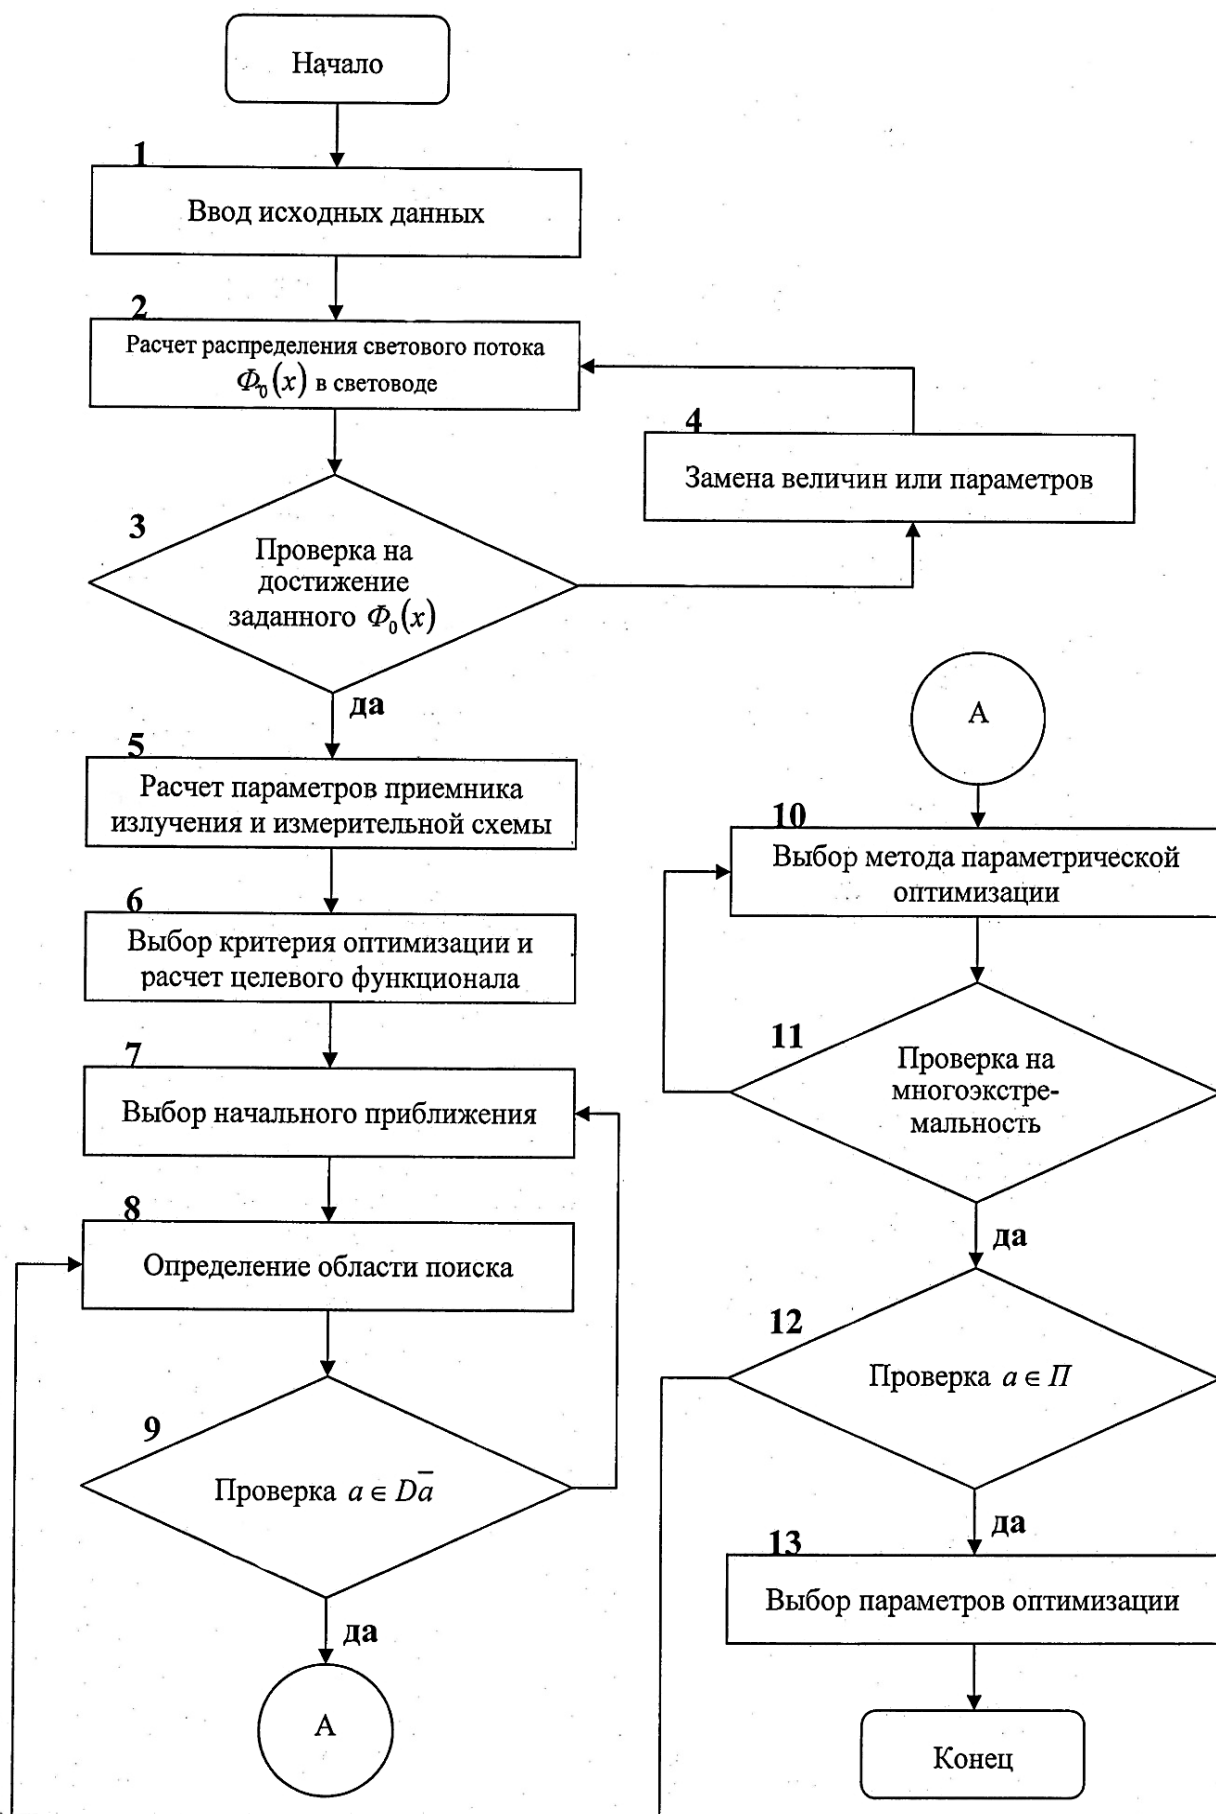 Начало
1
Ввод исходных данных
2
Расчет распределения светового потока
Ф₀(x) в световоде
4
Замена величин или параметров
3
Проверка на
достижение
заданного Ф₀(x)
да
5
Расчет параметров приемника
излучения и измерительной схемы
6
Выбор критерия оптимизации и
расчет целевого функционала
7
Выбор начального приближения
8
Определение области поиска
9
Проверка a ∈ Da̅
да
А
А
10
Выбор метода параметрической
оптимизации
11
Проверка на
многоэкстре-
мальность
да
12
Проверка a ∈ П
да
13
Выбор параметров оптимизации
Конец